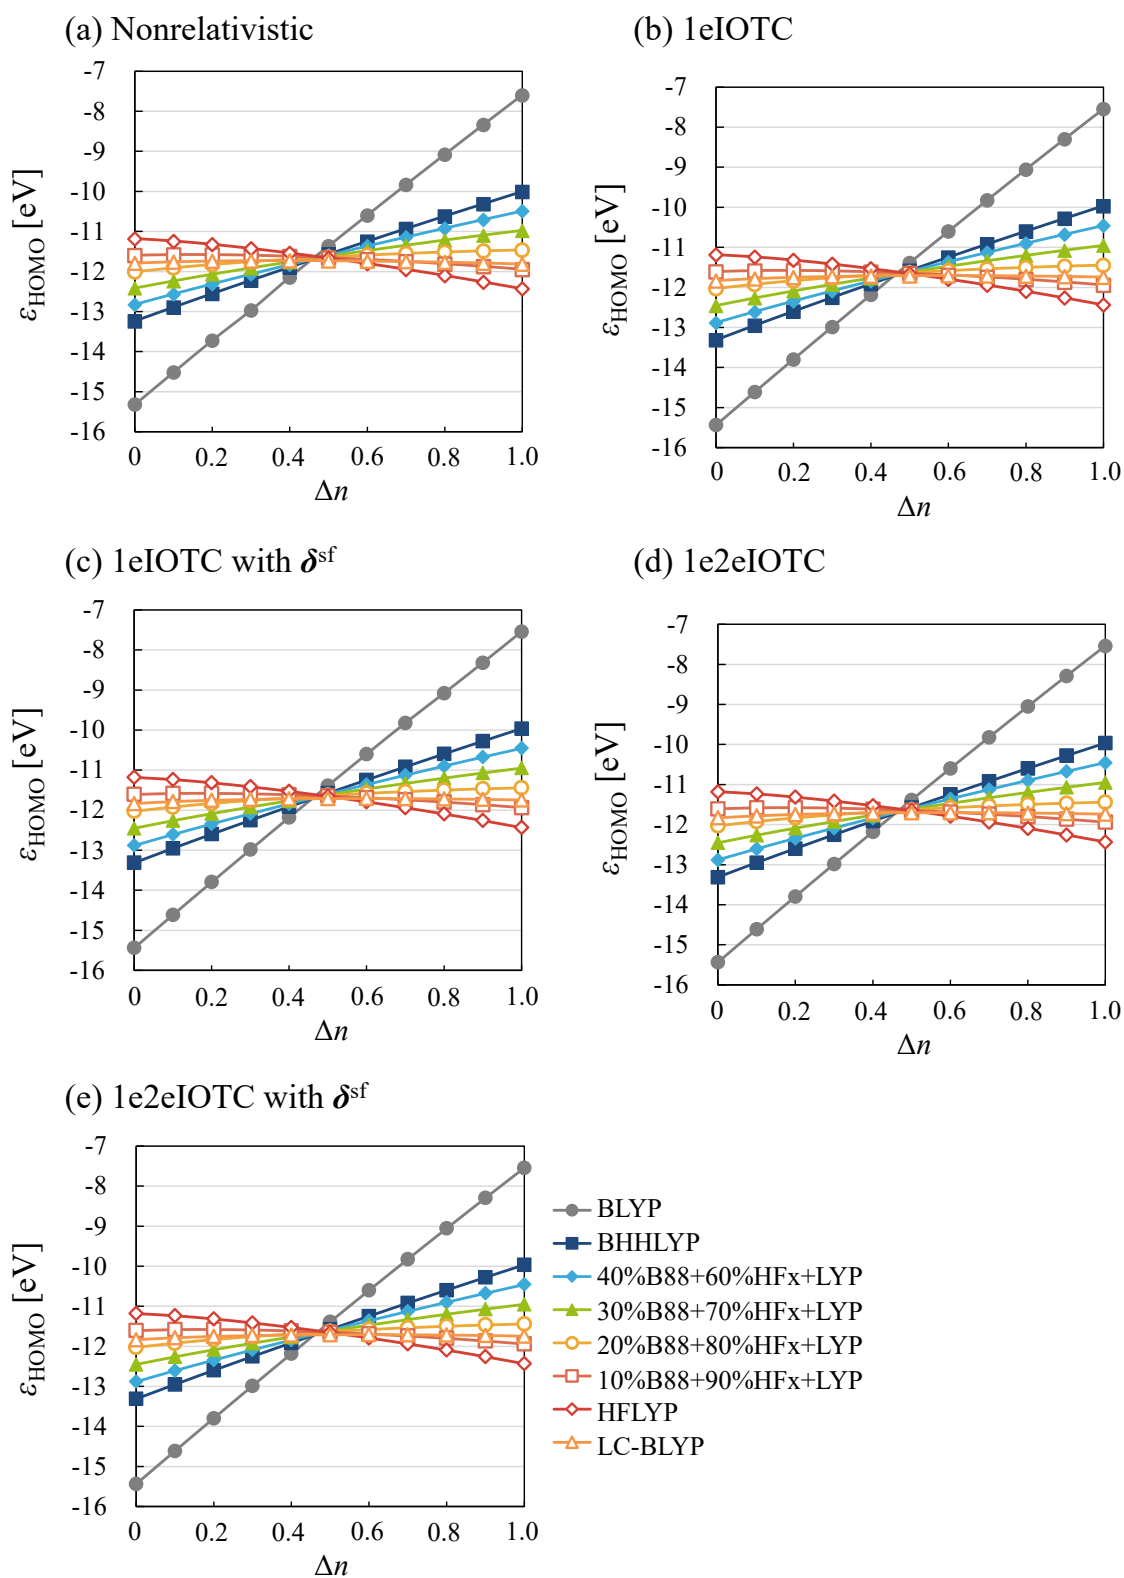 (a) Nonrelativistic
-7
-8
-9
-10
-11
-12
-13
-14
-15
-16
εHOMO [eV]
0 0.2 0.4 0.6 0.8 1.0
Δn
(b) 1eIOTC
-7
-8
-9
-10
-11
-12
-13
-14
-15
-16
εHOMO [eV]
0 0.2 0.4 0.6 0.8 1.0
Δn
(c) 1eIOTC with δsf
-7
-8
-9
-10
-11
-12
-13
-14
-15
-16
εHOMO [eV]
0 0.2 0.4 0.6 0.8 1.0
Δn
(d) 1e2eIOTC
-7
-8
-9
-10
-11
-12
-13
-14
-15
-16
εHOMO [eV]
0 0.2 0.4 0.6 0.8 1.0
Δn
(e) 1e2eIOTC with δsf
-7
-8
-9
-10
-11
-12
-13
-14
-15
-16
εHOMO [eV]
0 0.2 0.4 0.6 0.8 1.0
Δn
BLYP
BHHLYP
40%B88+60%HFx+LYP
30%B88+70%HFx+LYP
20%B88+80%HFx+LYP
10%B88+90%HFx+LYP
HFLYP
LC-BLYP